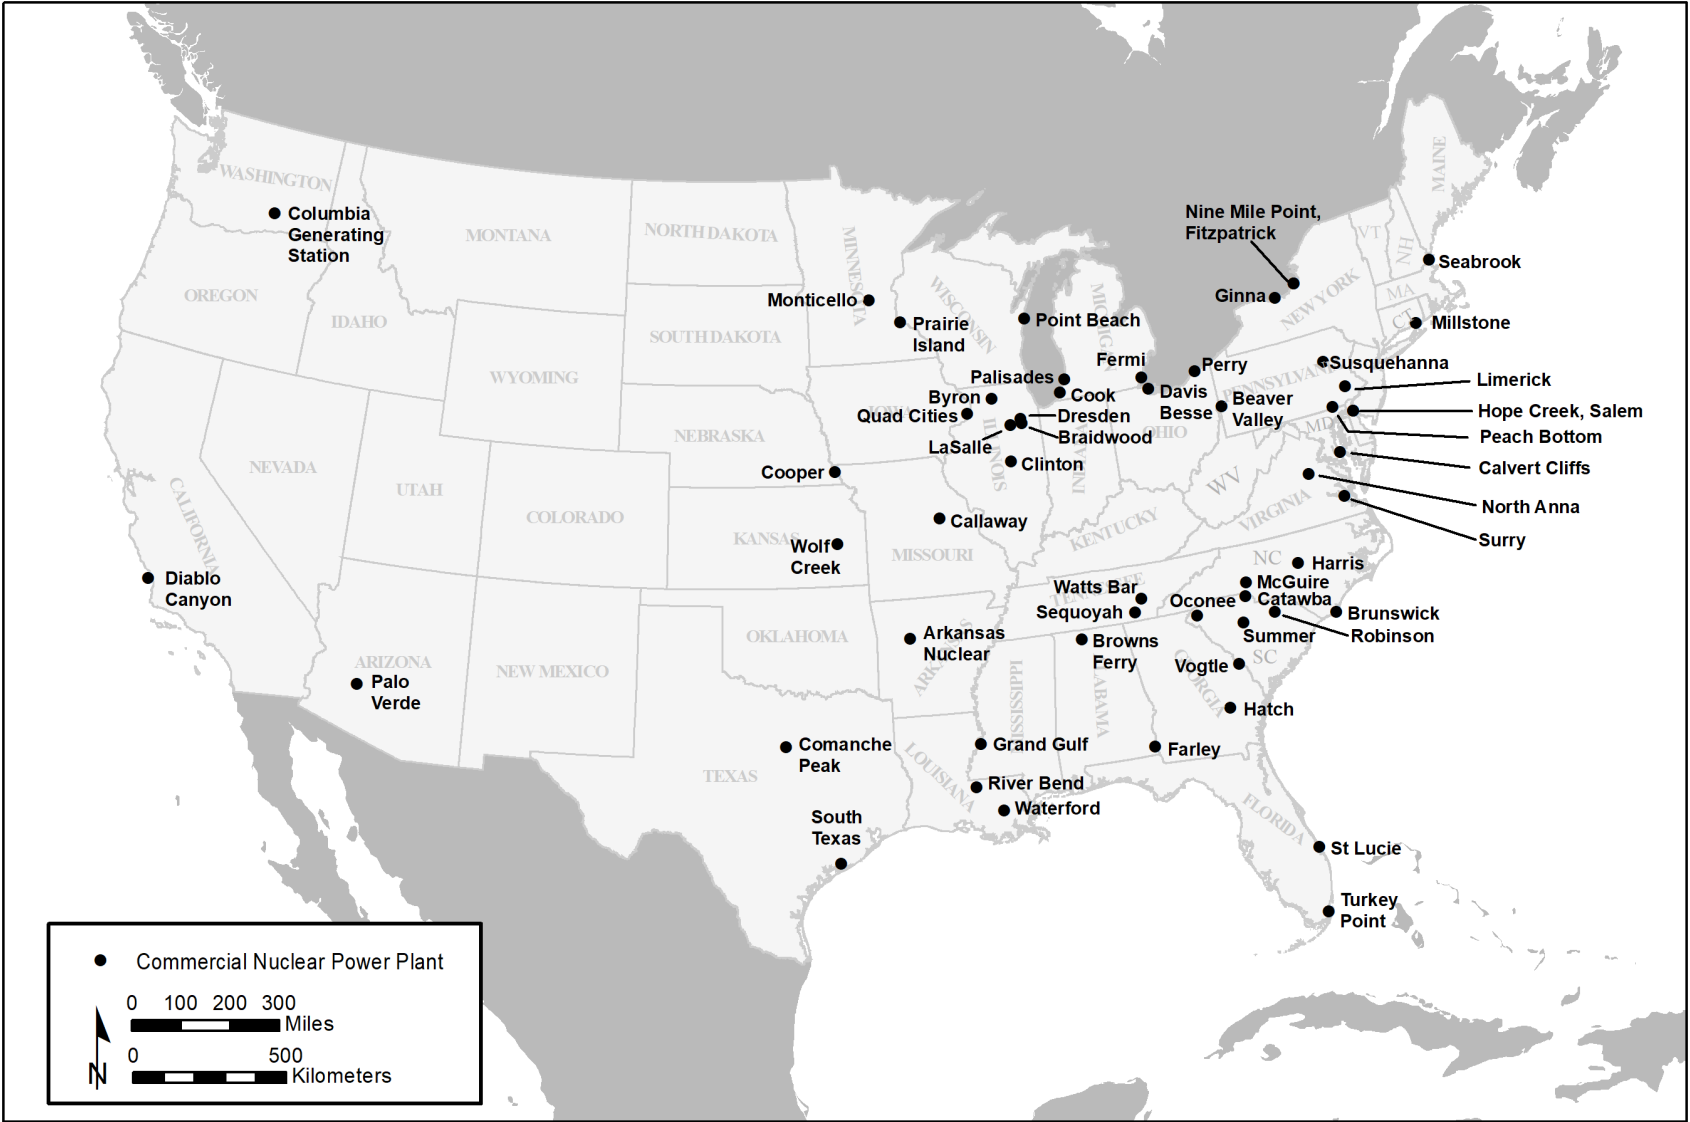 WASHINGTON
Columbia
Generating
Station
MONTANA
NORTH DAKOTA
MINNESOTA
OREGON
IDAHO
SOUTH DAKOTA
WYOMING
Monticello
Prairie
Island
WISCONSIN
Point Beach
MICHIGAN
Nine Mile Point,
Fitzpatrick
Ginna
NEW YORK
VT
NH
MAINE
Seabrook
MA
CT
Millstone
Fermi
Perry
Susquehanna
PENNSYLVANIA
Limerick
Palisades
Cook
Davis
Besse
Beaver
Valley
Hope Creek, Salem
Byron
IOWA
Quad Cities
Dresden
Braidwood
LaSalle
ILLINOIS
INDIANA
OHIO
MD
Peach Bottom
Calvert Cliffs
NEBRASKA
NEVADA
UTAH
Cooper
Clinton
WV
VIRGINIA
North Anna
CALIFORNIA
COLORADO
KANSAS
Wolf
Creek
Callaway
MISSOURI
KENTUCKY
Surry
Diablo
Canyon
NC
Harris
Watts Bar
TENNESSEE
McGuire
Sequoyah
Oconee
Catawba
Brunswick
Robinson
Summer
SC
OKLAHOMA
Arkansas
Nuclear
ARKANSAS
Browns
Ferry
ARIZONA
Palo
Verde
NEW MEXICO
MISSISSIPPI
ALABAMA
GEORGIA
Vogtle
Hatch
Comanche
Peak
TEXAS
LOUISIANA
Grand Gulf
Farley
River Bend
Waterford
FLORIDA
South
Texas
St Lucie
Turkey
Point
Commercial Nuclear Power Plant
0 100 200 300
Miles
0 500
Kilometers
N